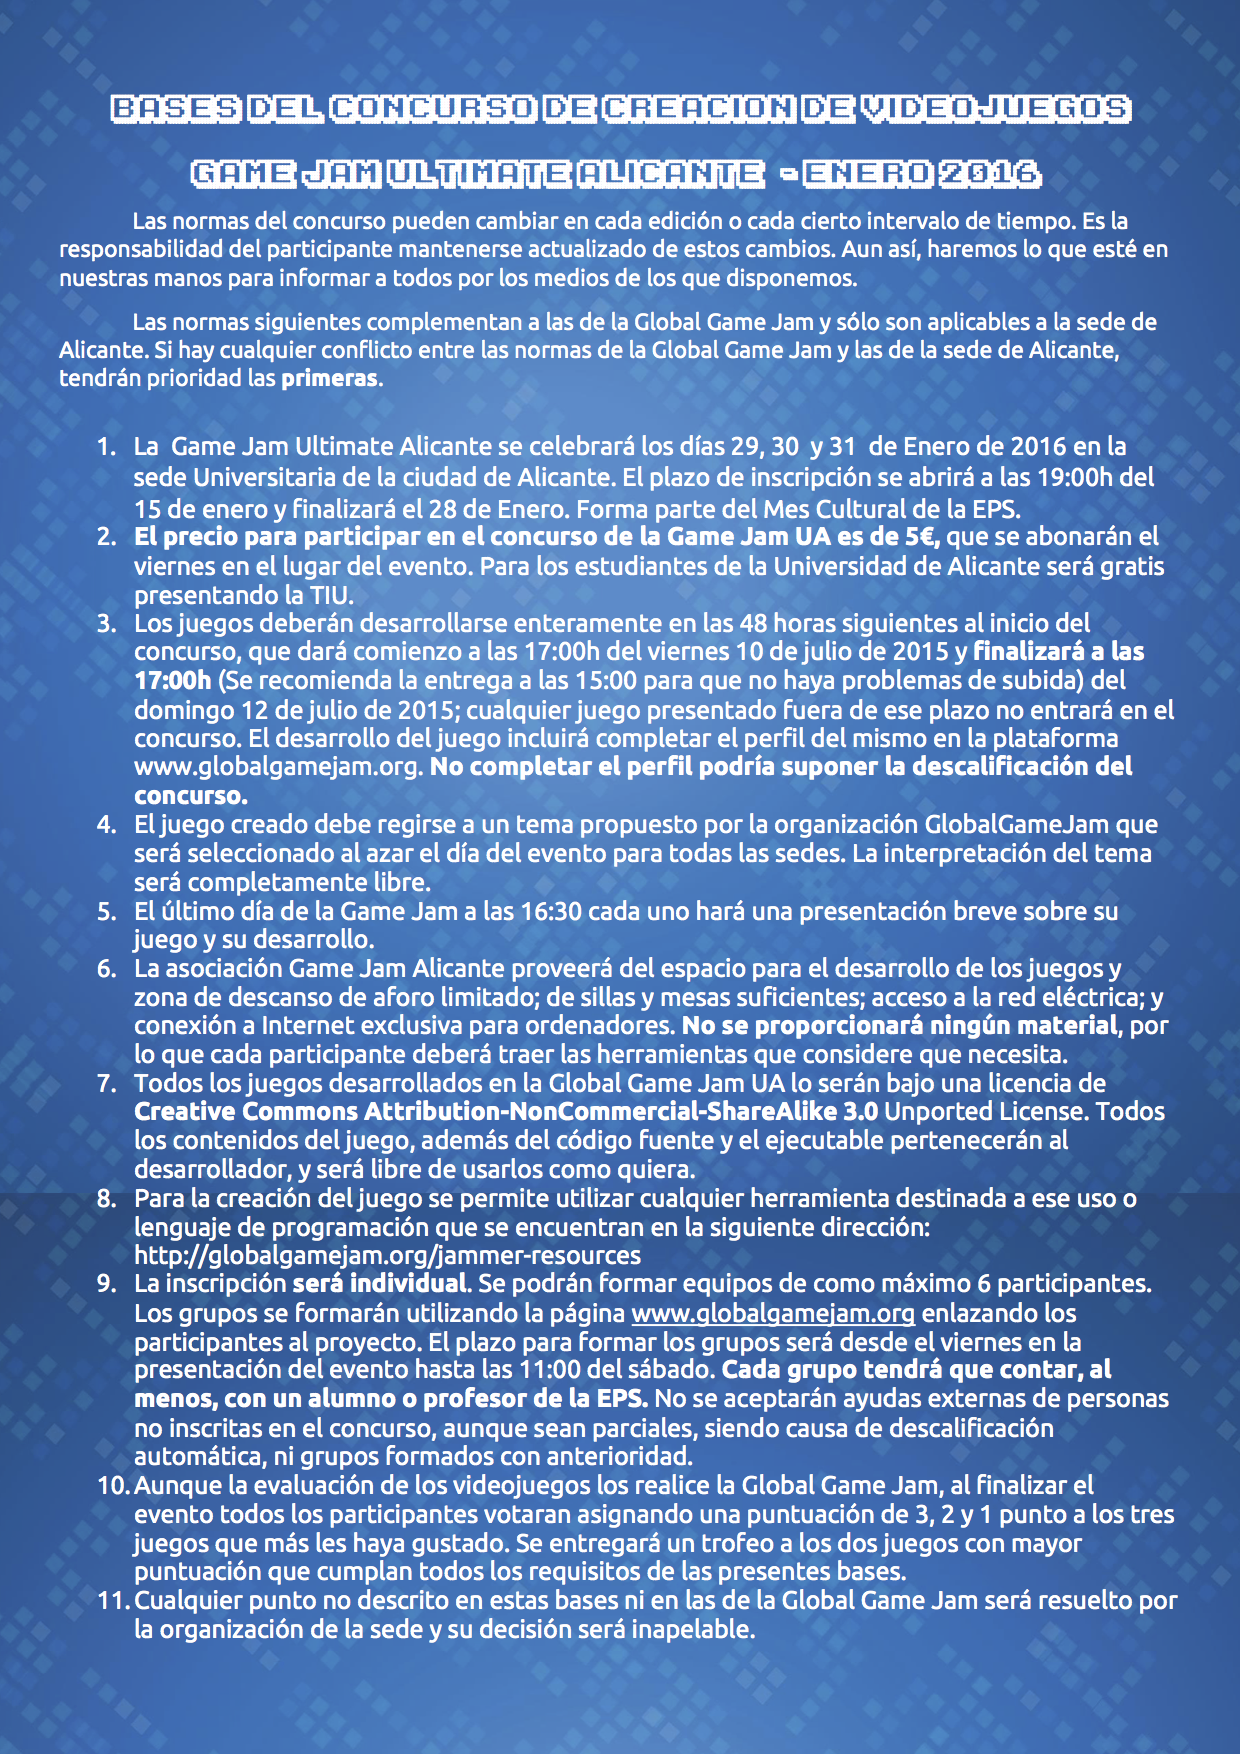 BASES DEL CONCURSO DE CREACION DE VIDEOJUEGOS
GAME JAM ULTIMATE ALICANTE - ENERO 2016
Las normas del concurso pueden cambiar en cada edición o cada cierto intervalo de tiempo. Es la
responsabilidad del participante mantenerse actualizado de estos cambios. Aun así, haremos lo que esté en
nuestras manos para informar a todos por los medios de los que disponemos.
Las normas siguientes complementan a las de la Global Game Jam y sólo son aplicables a la sede de
Alicante. Si hay cualquier conflicto entre las normas de la Global Game Jam y las de la sede de Alicante,
tendrán prioridad las primeras.
1. La Game Jam Ultimate Alicante se celebrará los días 29, 30 y 31 de Enero de 2016 en la
sede Universitaria de la ciudad de Alicante. El plazo de inscripción se abrirá a las 19:00h del
15 de enero y finalizará el 28 de Enero. Forma parte del Mes Cultural de la EPS.
2. El precio para participar en el concurso de la Game Jam UA es de 5€, que se abonarán el
viernes en el lugar del evento. Para los estudiantes de la Universidad de Alicante será gratis
presentando la TIU.
3. Los juegos deberán desarrollarse enteramente en las 48 horas siguientes al inicio del
concurso, que dará comienzo a las 17:00h del viernes 10 de julio de 2015 y finalizará a las
17:00h (Se recomienda la entrega a las 15:00 para que no haya problemas de subida) del
domingo 12 de julio de 2015; cualquier juego presentado fuera de ese plazo no entrará en el
concurso. El desarrollo del juego incluirá completar el perfil del mismo en la plataforma
www.globalgamejam.org. No completar el perfil podría suponer la descalificación del
concurso.
4. El juego creado debe regirse a un tema propuesto por la organización GlobalGameJam que
será seleccionado al azar el día del evento para todas las sedes. La interpretación del tema
será completamente libre.
5. El último día de la Game Jam a las 16:30 cada uno hará una presentación breve sobre su
juego y su desarrollo.
6. La asociación Game Jam Alicante proveerá del espacio para el desarrollo de los juegos y
zona de descanso de aforo limitado; de sillas y mesas suficientes; acceso a la red eléctrica; y
conexión a Internet exclusiva para ordenadores. No se proporcionará ningún material, por
lo que cada participante deberá traer las herramientas que considere que necesita.
7. Todos los juegos desarrollados en la Global Game Jam UA lo serán bajo una licencia de
Creative Commons Attribution-NonCommercial-ShareAlike 3.0 Unported License. Todos
los contenidos del juego, además del código fuente y el ejecutable pertenecerán al
desarrollador, y será libre de usarlos como quiera.
8. Para la creación del juego se permite utilizar cualquier herramienta destinada a ese uso o
lenguaje de programación que se encuentran en la siguiente dirección:
http://globalgamejam.org/jammer-resources
9. La inscripción será individual. Se podrán formar equipos de como máximo 6 participantes.
Los grupos se formarán utilizando la página www.globalgamejam.org enlazando los
participantes al proyecto. El plazo para formar los grupos será desde el viernes en la
presentación del evento hasta las 11:00 del sábado. Cada grupo tendrá que contar, al
menos, con un alumno o profesor de la EPS. No se aceptarán ayudas externas de personas
no inscritas en el concurso, aunque sean parciales, siendo causa de descalificación
automática, ni grupos formados con anterioridad.
10. Aunque la evaluación de los videojuegos los realice la Global Game Jam, al finalizar el
evento todos los participantes votaran asignando una puntuación de 3, 2 y 1 punto a los tres
juegos que más les haya gustado. Se entregará un trofeo a los dos juegos con mayor
puntuación que cumplan todos los requisitos de las presentes bases.
11. Cualquier punto no descrito en estas bases ni en las de la Global Game Jam será resuelto por
la organización de la sede y su decisión será inapelable.